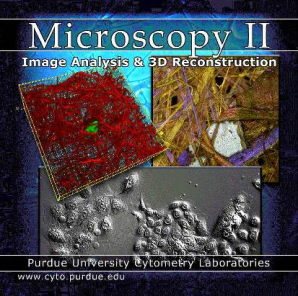 Microscopy II
Image Analysis & 3D Reconstruction
Purdue University Cytometry Laboratories
www.cyto.purdue.edu